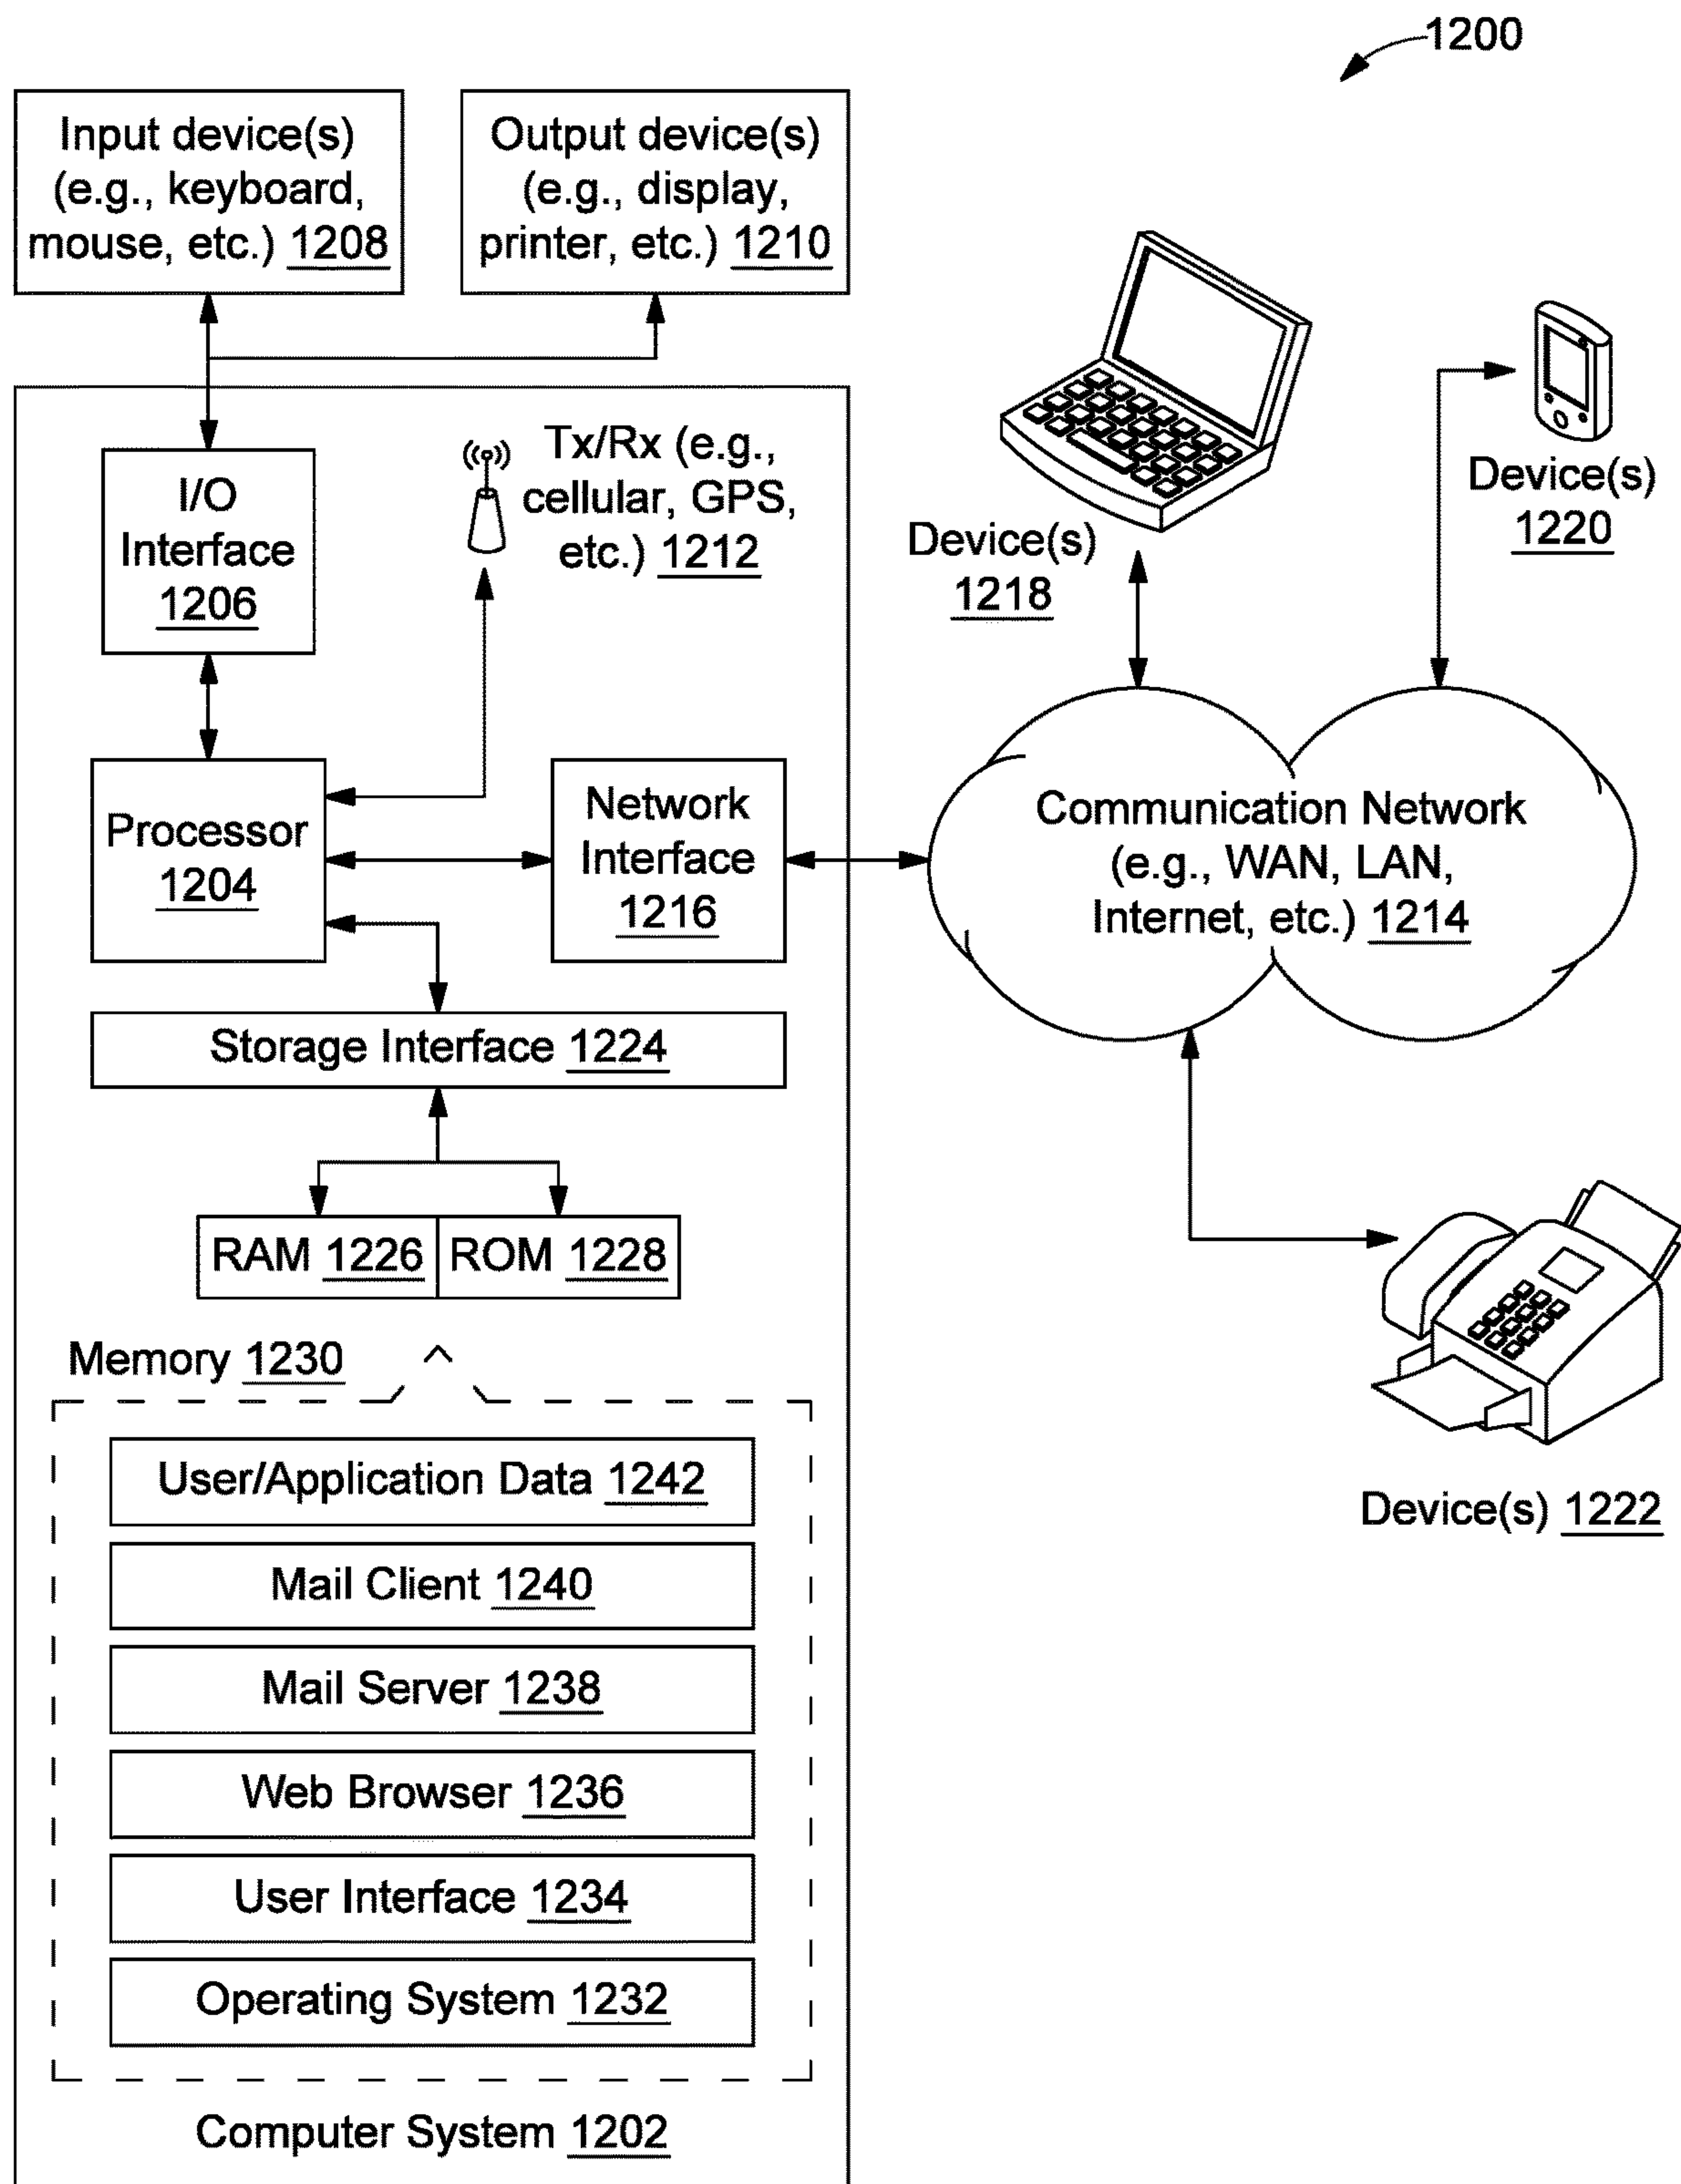 1200
Input device(s)
(e.g., keyboard,
mouse, etc.) 1208
Output device(s)
(e.g., display,
printer, etc.) 1210
I/O
Interface
1206
Tx/Rx (e.g.,
cellular, GPS,
etc.) 1212
Device(s)
1218
Device(s)
1220
Processor
1204
Network
Interface
1216
Communication Network
(e.g., WAN, LAN,
Internet, etc.) 1214
Storage Interface 1224
RAM 1226
ROM 1228
Memory 1230
User/Application Data 1242
Mail Client 1240
Mail Server 1238
Web Browser 1236
User Interface 1234
Operating System 1232
Computer System 1202
Device(s) 1222